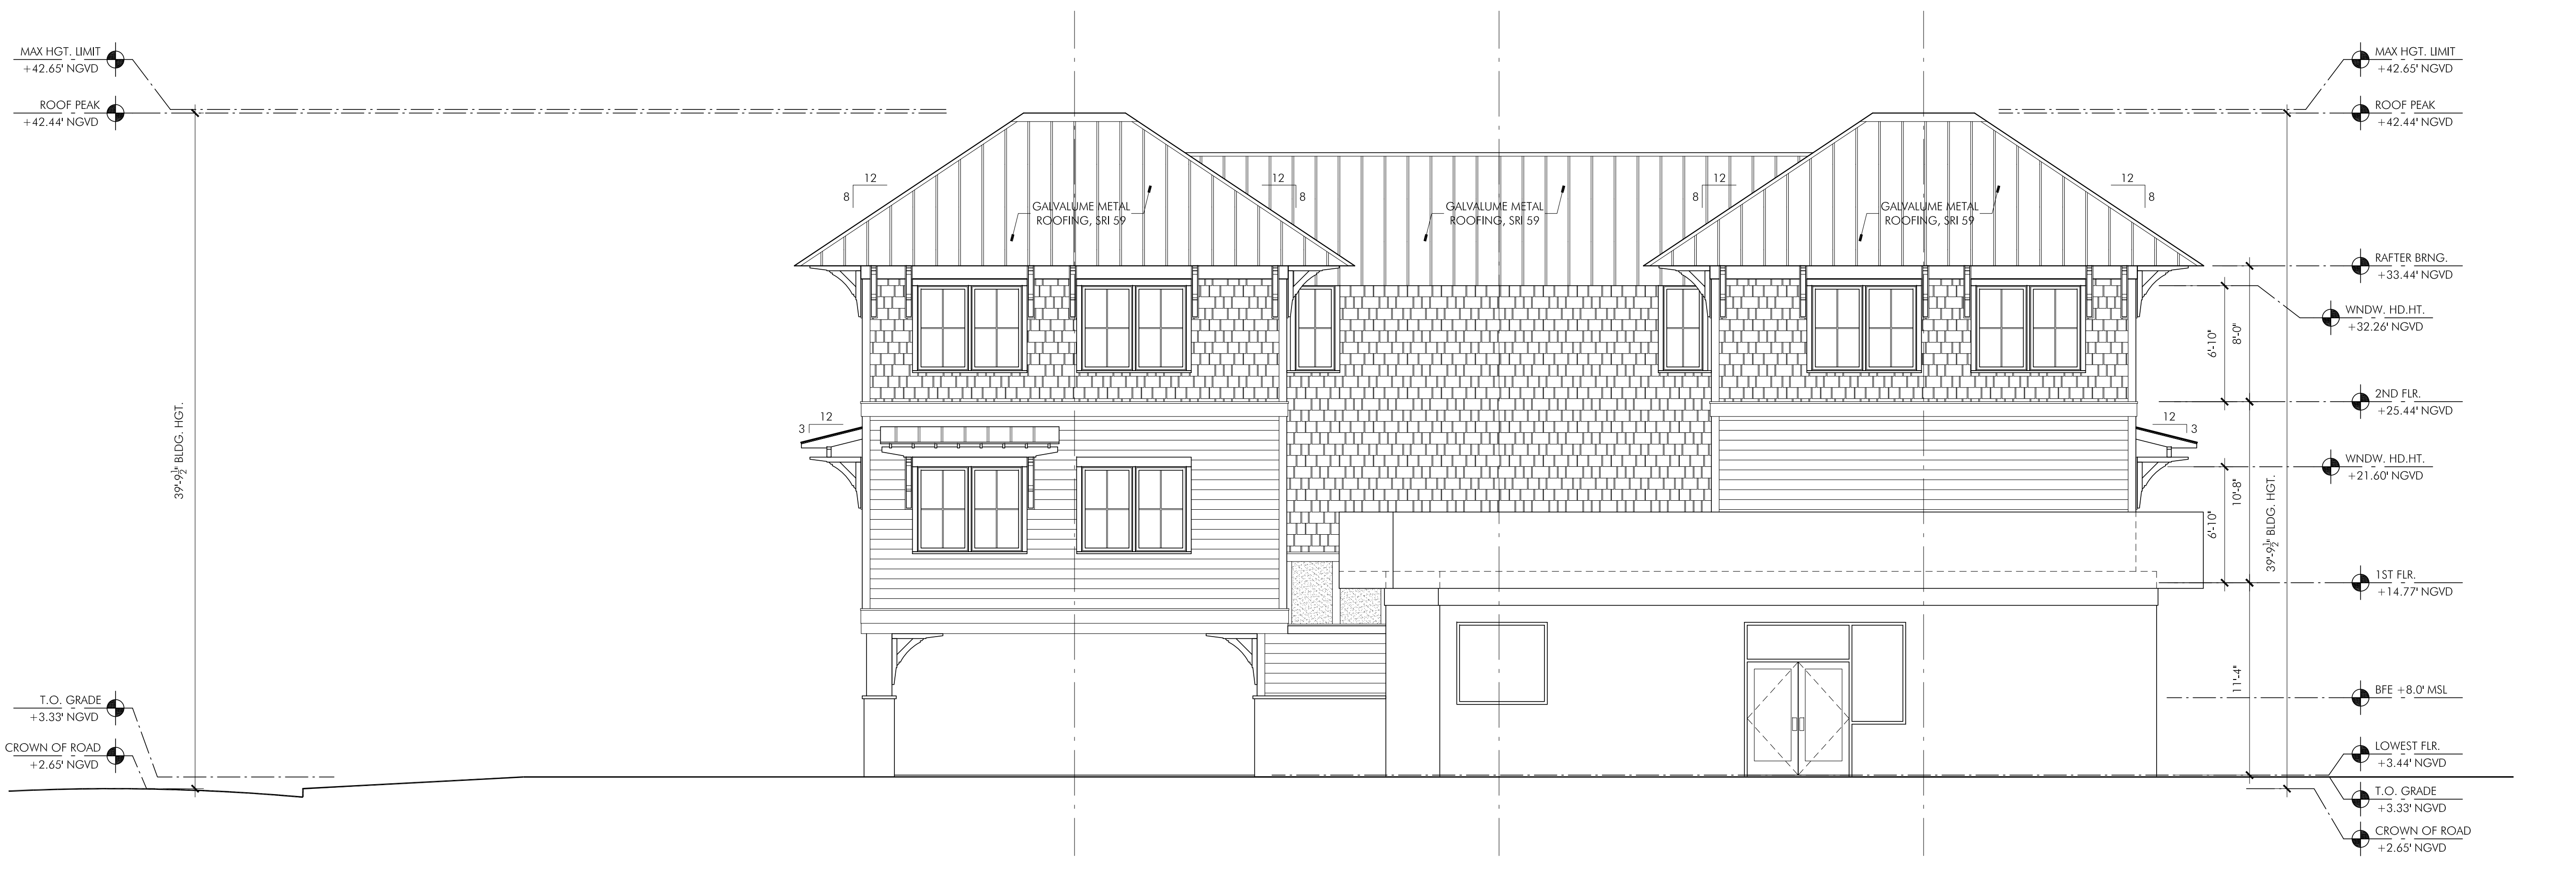 MAX HGT. LIMIT
+42.65' NGVD
ROOF PEAK
+42.44' NGVD
39'-9½" BLDG. HGT.
T.O. GRADE
+3.33' NGVD
CROWN OF ROAD
+2.65' NGVD
12
8
GALVALUME METAL
ROOFING, SRI 59
12
8
GALVALUME METAL
ROOFING, SRI 59
12
8
GALVALUME METAL
ROOFING, SRI 59
12
8
12
3
12
3
MAX HGT. LIMIT
+42.65' NGVD
ROOF PEAK
+42.44' NGVD
RAFTER BRNG.
+33.44' NGVD
WNDW. HD.HT.
+32.26' NGVD
6'-10"
8'-0"
2ND FLR.
+25.44' NGVD
WNDW. HD.HT.
+21.60' NGVD
6'-10"
10'-8"
39'-9½" BLDG. HGT.
1ST FLR.
+14.77' NGVD
11'-4"
BFE +8.0' MSL
LOWEST FLR.
+3.44' NGVD
T.O. GRADE
+3.33' NGVD
CROWN OF ROAD
+2.65' NGVD